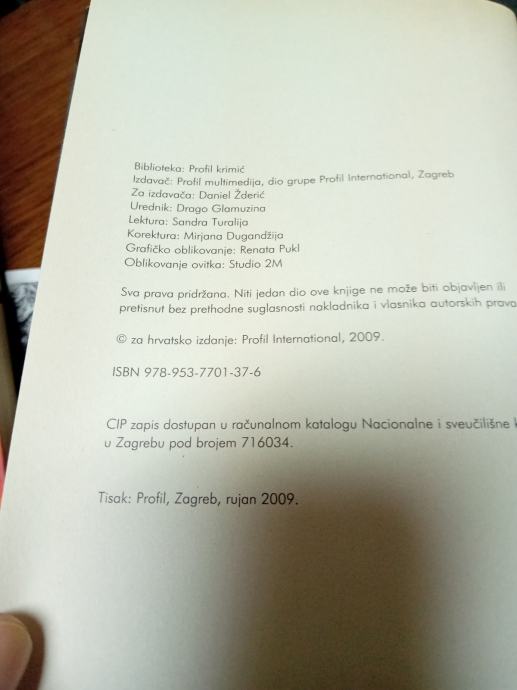 Biblioteka: Profil krimić
Izdavač: Profil multimedija, dio grupe Profil International, Zagreb
Za izdavača: Daniel Žderić
Urednik: Drago Glamuzina
Lektura: Sandra Turalija
Korektura: Mirjana Dugandžija
Grafičko oblikovanje: Renata Pukl
Oblikovanje ovitka: Studio 2M
Sva prava pridržana. Niti jedan dio ove knjige ne može biti objavljen ili
pretisnut bez prethodne suglasnosti nakladnika i vlasnika autorskih prava
© za hrvatsko izdanje: Profil International, 2009.
ISBN 978-953-7701-37-6
CIP zapis dostupan u računalnom katalogu Nacionalne i sveučilišne
u Zagrebu pod brojem 716034.
Tisak: Profil, Zagreb, rujan 2009.